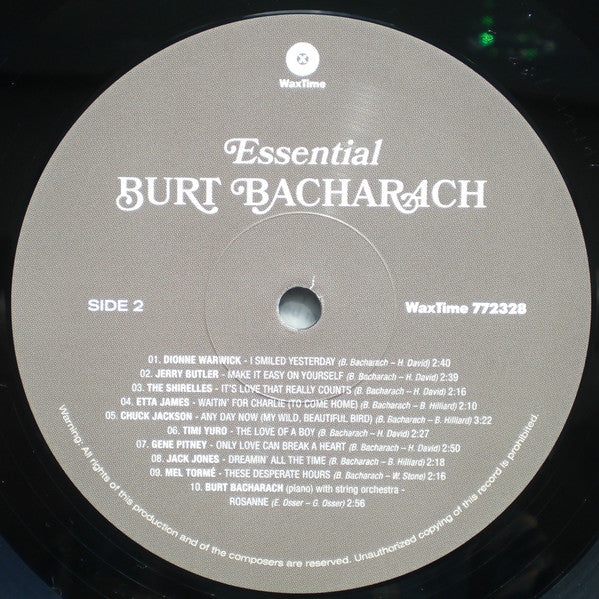 WaxTime
Essential
BURT BACHARACH
SIDE 2
WaxTime 772328
01. DIONNE WARWICK - I SMILED YESTERDAY (B. Bacharach – H. David) 2:40
02. JERRY BUTLER - MAKE IT EASY ON YOURSELF (B. Bacharach – H. David) 2:39
03. THE SHIRELLES - IT'S LOVE THAT REALLY COUNTS (B. Bacharach – H. David) 2:16
04. ETTA JAMES - WAITIN' FOR CHARLIE (TO COME HOME) (B. Bacharach – B. Hilliard) 2:10
05. CHUCK JACKSON - ANY DAY NOW (MY WILD, BEAUTIFUL BIRD) (B. Bacharach – B. Hilliard) 3:22
06. TIMI YURO - THE LOVE OF A BOY (B. Bacharach – H. David) 2:27
07. GENE PITNEY - ONLY LOVE CAN BREAK A HEART (B. Bacharach – H. David) 2:50
08. JACK JONES - DREAMIN' ALL THE TIME (B. Bacharach – B. Hilliard) 2:18
09. MEL TORMÉ - THESE DESPERATE HOURS (B. Bacharach – W. Stone) 2:16
10. BURT BACHARACH (piano) with string orchestra -
ROSANNE (E. Osser – G. Osser) 2:56
Warning: All rights of this production and of the composers are reserved. Unauthorized copying of this record is prohibited.